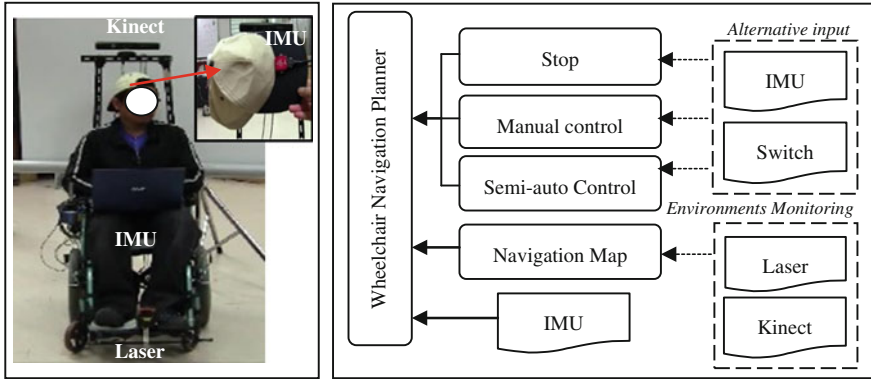 Kinect
IMU
IMU
Laser
Wheelchair Navigation Planner
Stop
Manual control
Semi-auto Control
Navigation Map
IMU
Alternative input
IMU
Switch
Environments Monitoring
Laser
Kinect